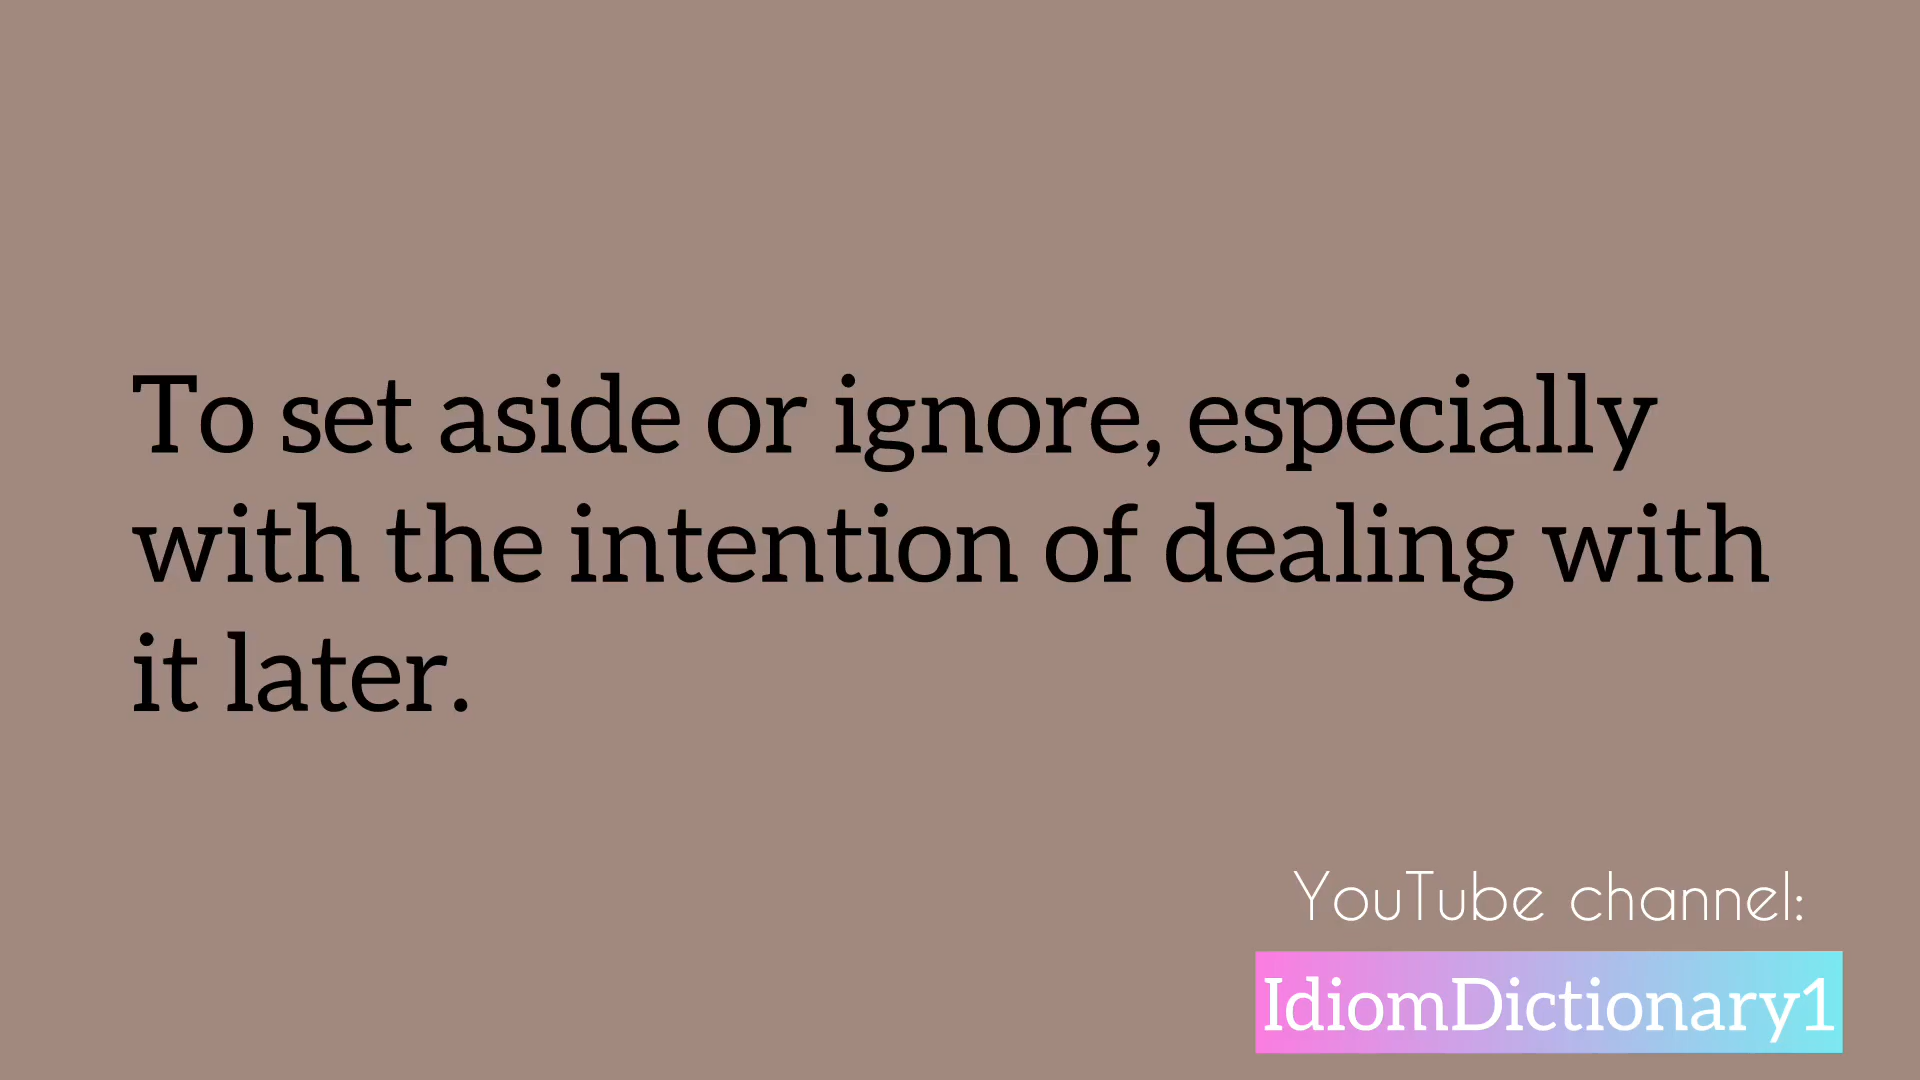 To set aside or ignore, especially
with the intention of dealing with
it later.
YouTube channel:
IdiomDictionary1